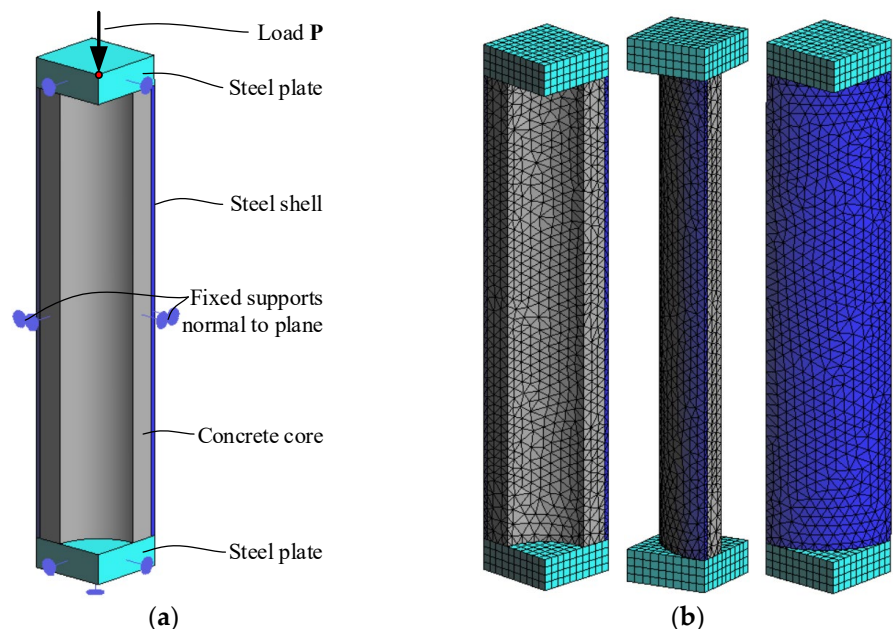 Load P
Steel plate
Steel shell
Fixed supports
normal to plane
Concrete core
Steel plate
(a)
(b)